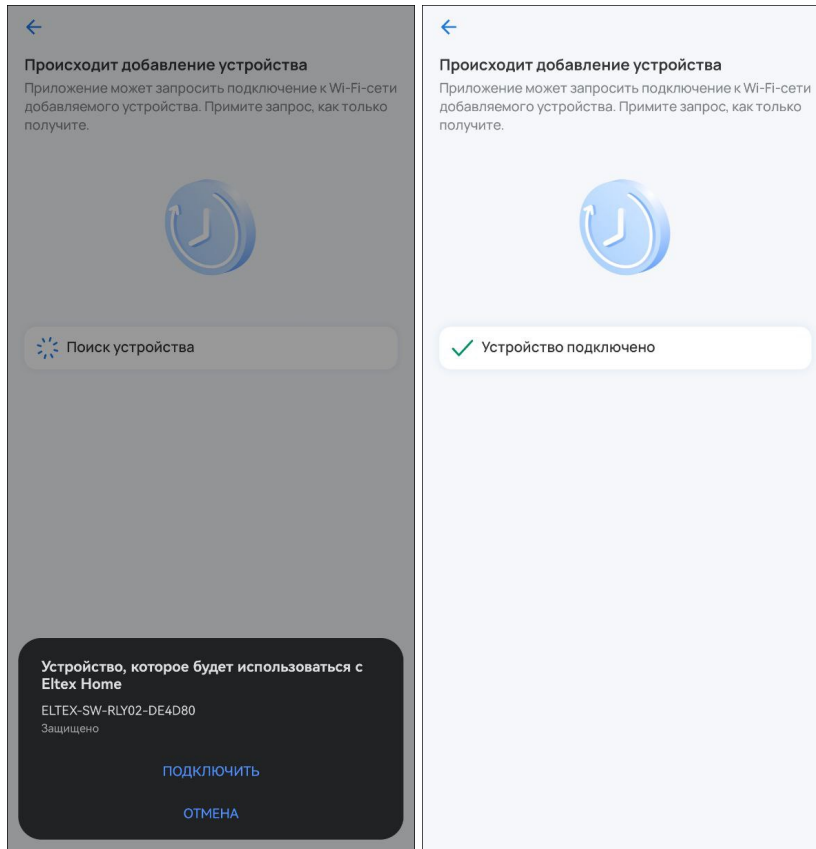 Происходит добавление устройства
Приложение может запросить подключение к Wi-Fi-сети
добавляемого устройства. Примите запрос, как только
получите.
Поиск устройства
Устройство, которое будет использоваться с
Eltex Home
ELTEX-SW-RLY02-DE4D80
Защищено
ПОДКЛЮЧИТЬ
ОТМЕНА
Происходит добавление устройства
Приложение может запросить подключение к Wi-Fi-сети
добавляемого устройства. Примите запрос, как только
получите.
Устройство подключено